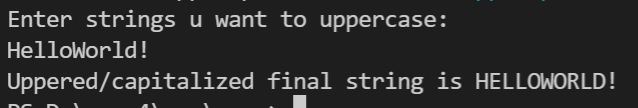 Enter strings u want to uppercase:
HelloWorld!
Uppered/capitalized final string is HELLOWORLD!